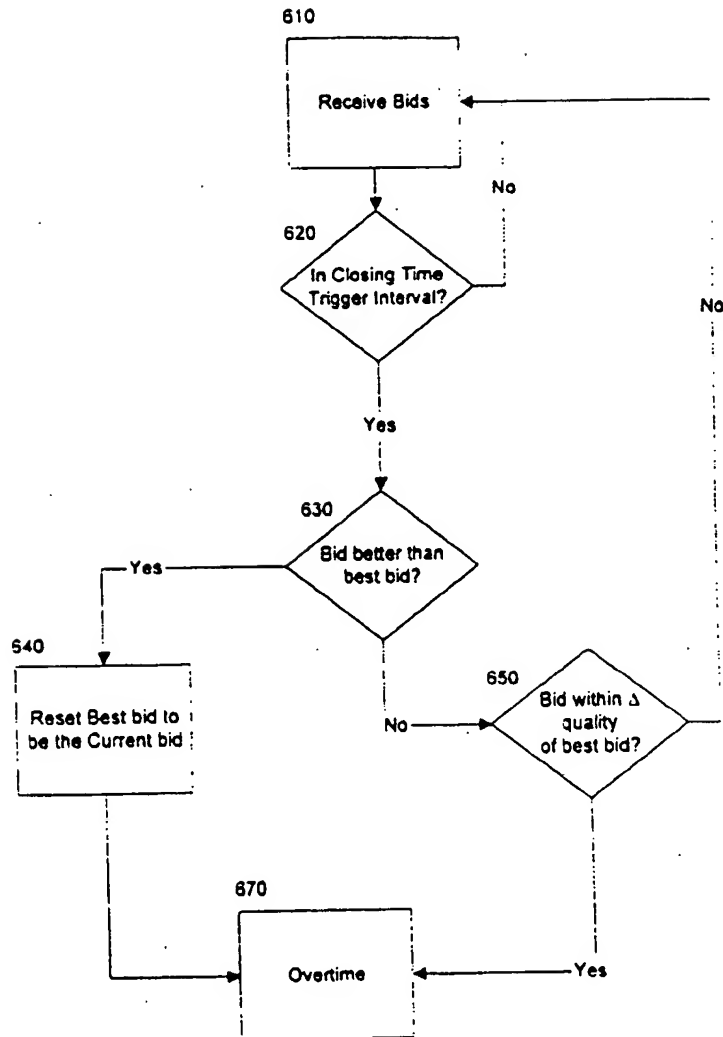 610
Receive Bids
No
620
In Closing Time
Trigger Interval?
No
Yes
630
Bid better than
best bid?
Yes
640
Reset Best bid to
be the Current bid
650
Bid within Δ
quality
of best bid?
No
670
Overtime
Yes